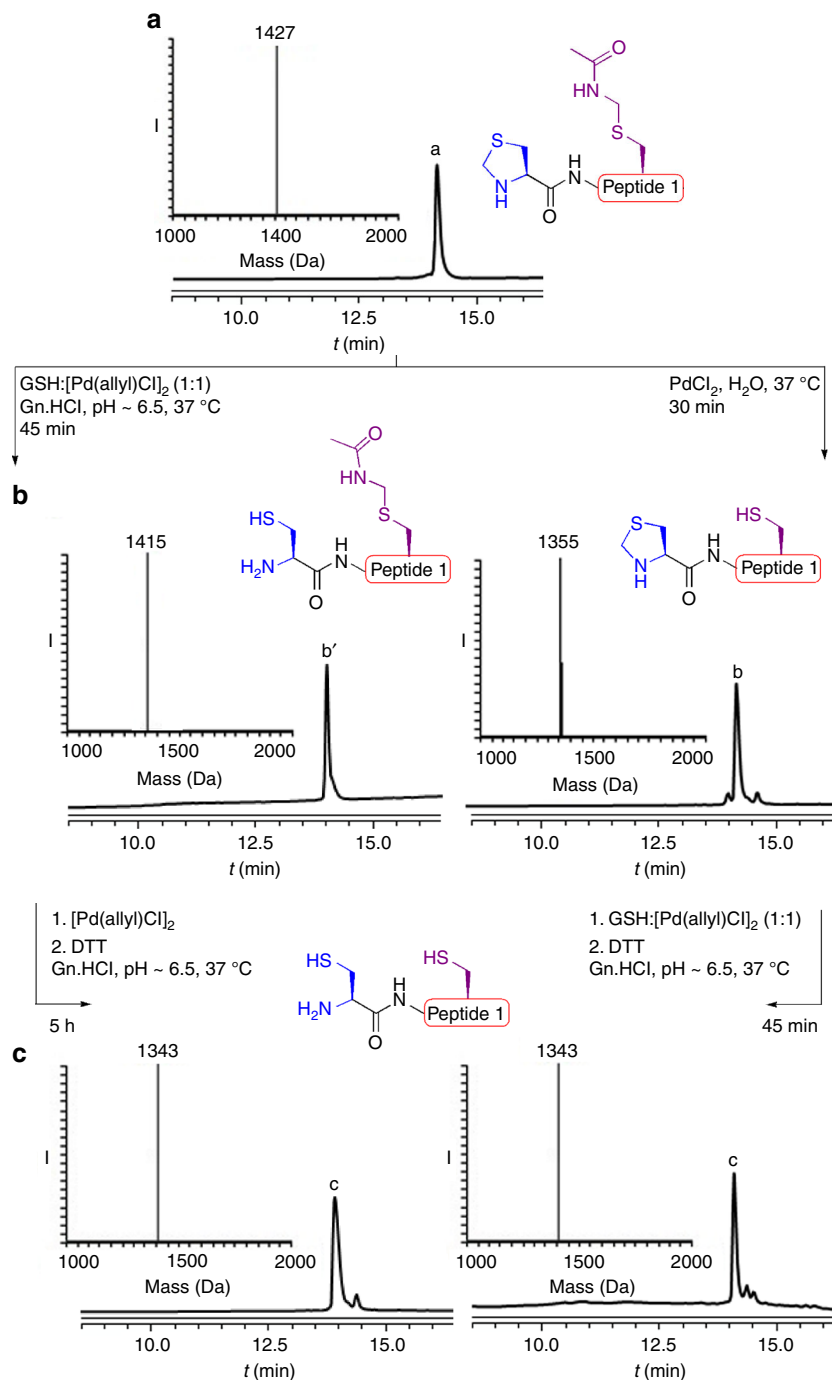 a
1427
I
1000 1400 2000
Mass (Da)
a
10.0 12.5 15.0
t (min)
O
HN
S
S
N
H
H
N
O
Peptide 1
GSH:[Pd(allyl)Cl]2 (1:1)
Gn.HCl, pH ~ 6.5, 37 °C
45 min
PdCl2, H2O, 37 °C
30 min
b
1415
I
1000 1500 2000
Mass (Da)
b′
10.0 12.5 15.0
t (min)
O
HN
S
HS
H2N
H
N
O
Peptide 1
1355
I
1000 1500 2000
Mass (Da)
b
10.0 12.5 15.0
t (min)
S
N
H
HS
H
N
O
Peptide 1
1. [Pd(allyl)Cl]2
2. DTT
Gn.HCl, pH ~ 6.5, 37 °C
5 h
HS
HS
H2N
H
N
O
Peptide 1
1. GSH:[Pd(allyl)Cl]2 (1:1)
2. DTT
Gn.HCl, pH ~ 6.5, 37 °C
45 min
c
1343
I
1000 1500 2000
Mass (Da)
c
10.0 12.5 15.0
t (min)
1343
I
1000 1500 2000
Mass (Da)
c
10.0 12.5 15.0
t (min)